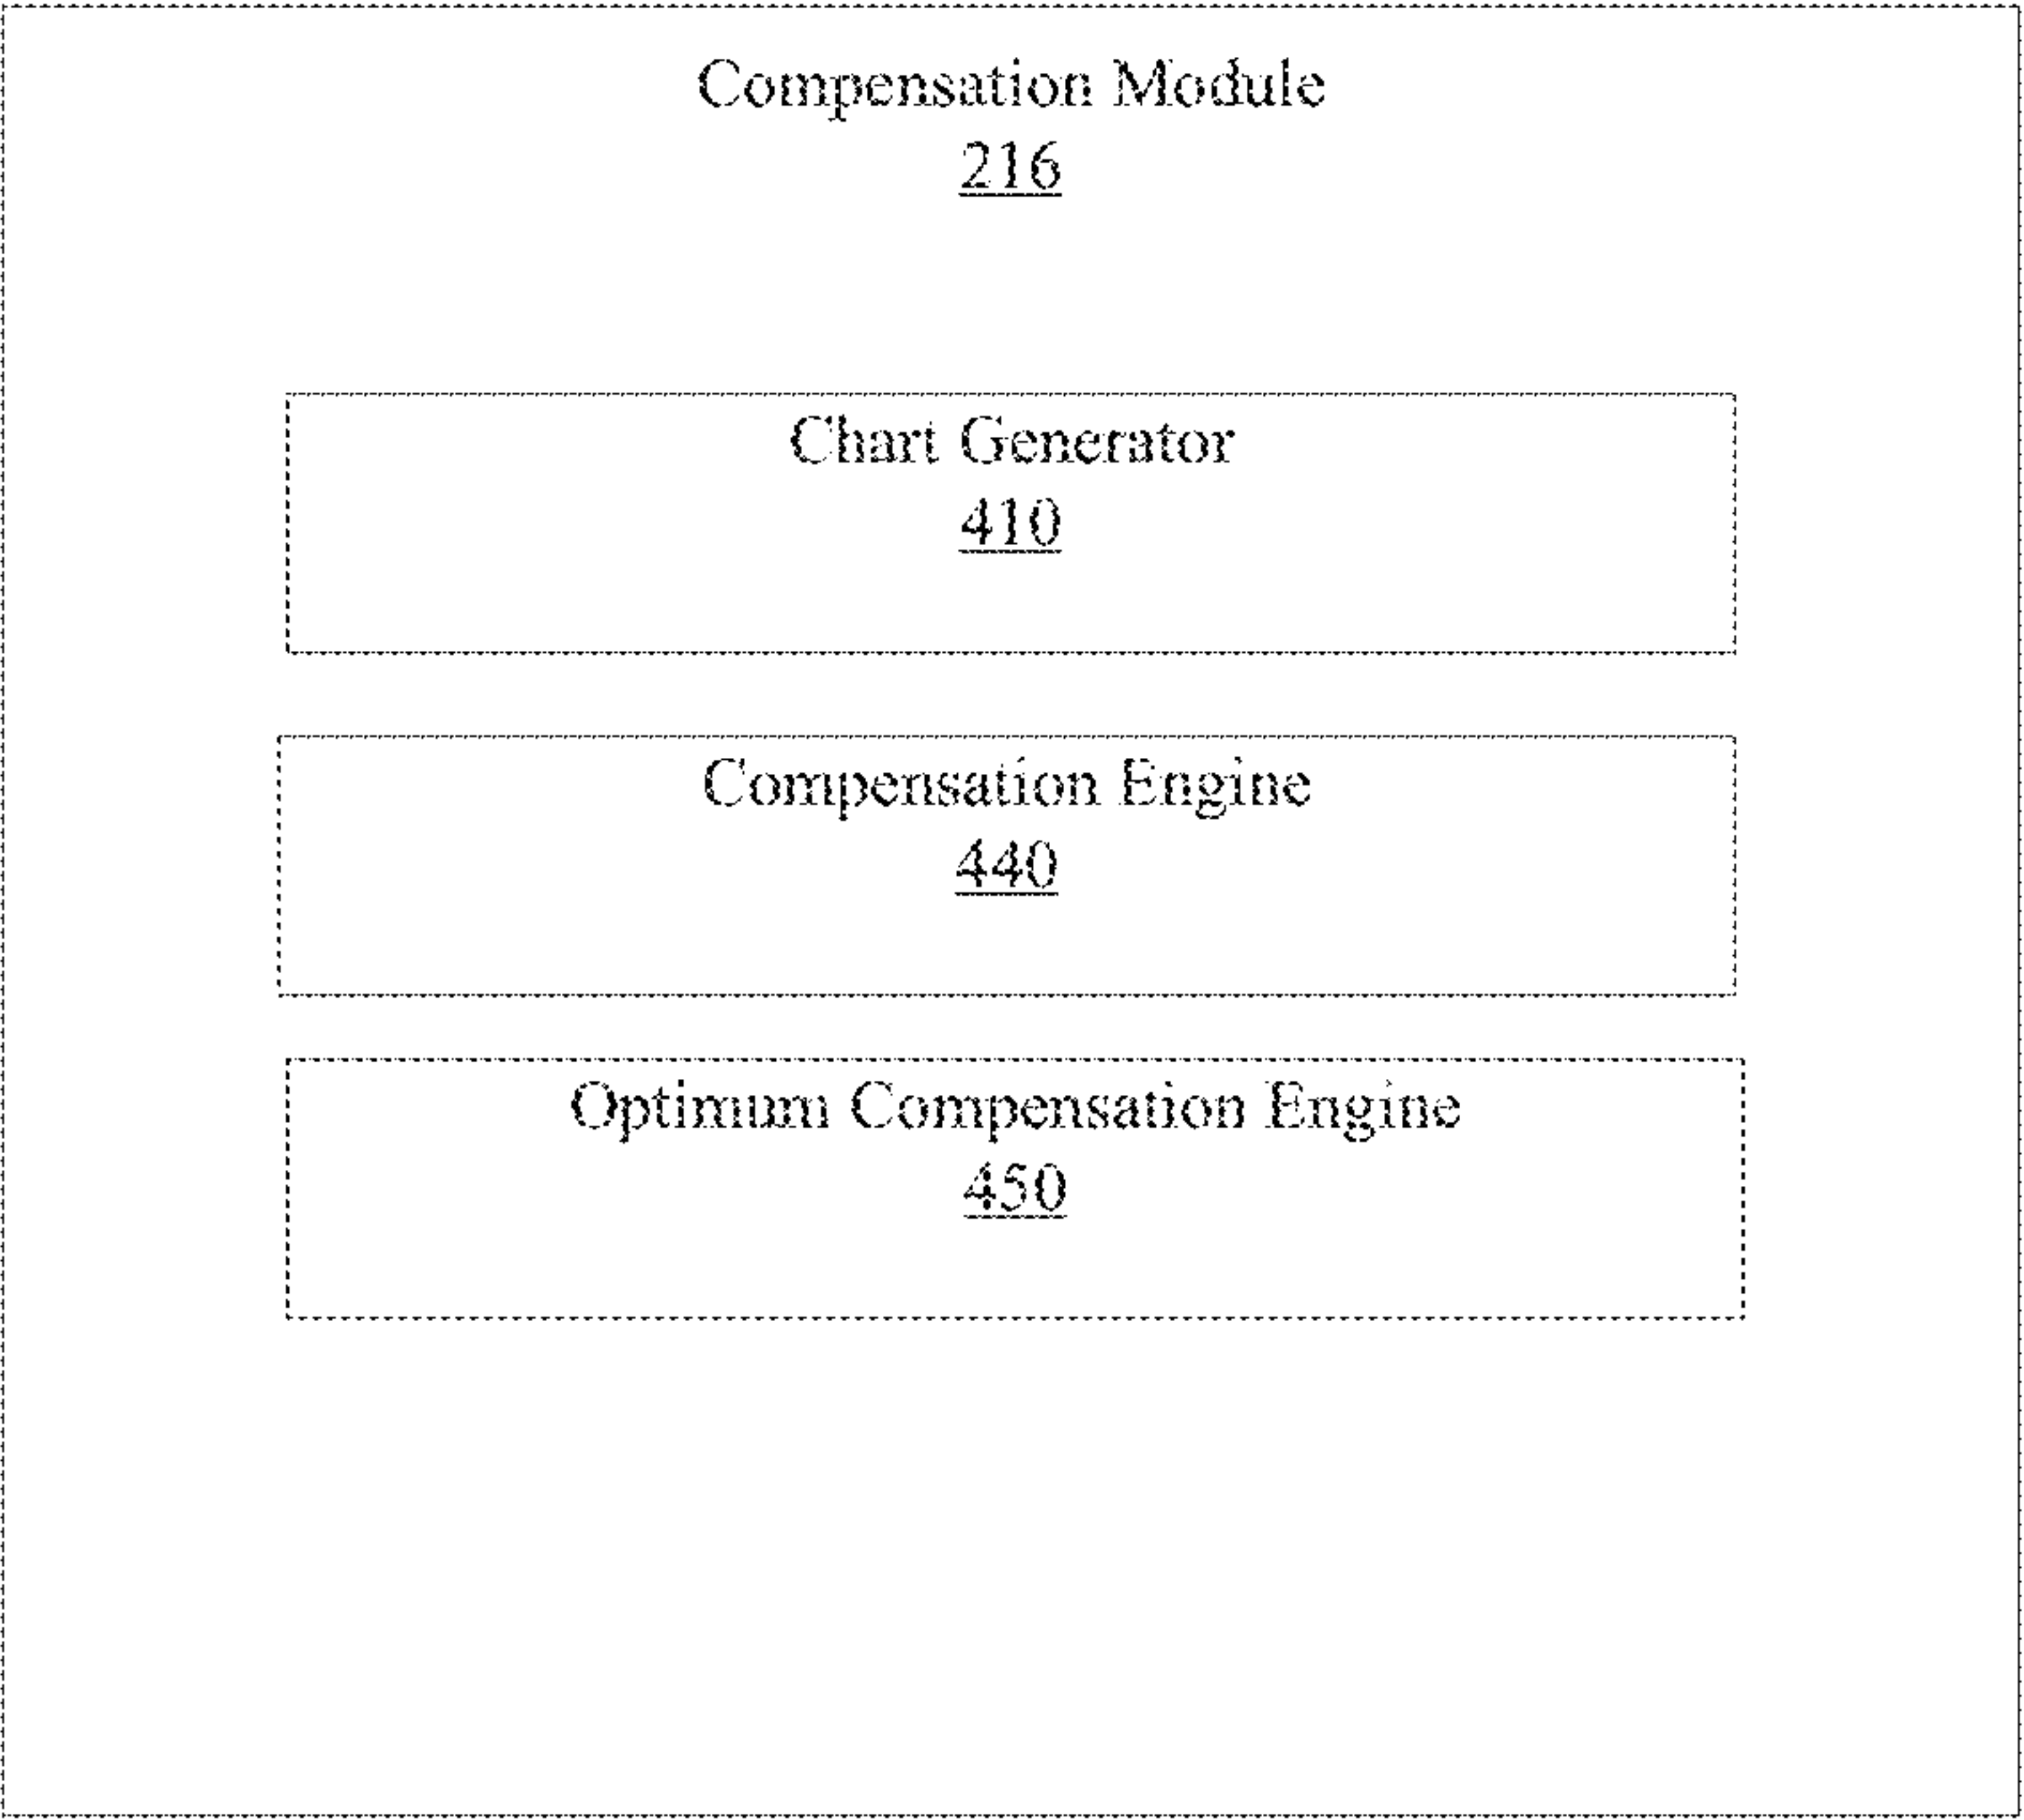 Compensation Module
216
Chart Generator
410
Compensation Engine
440
Optimum Compensation Engine
450